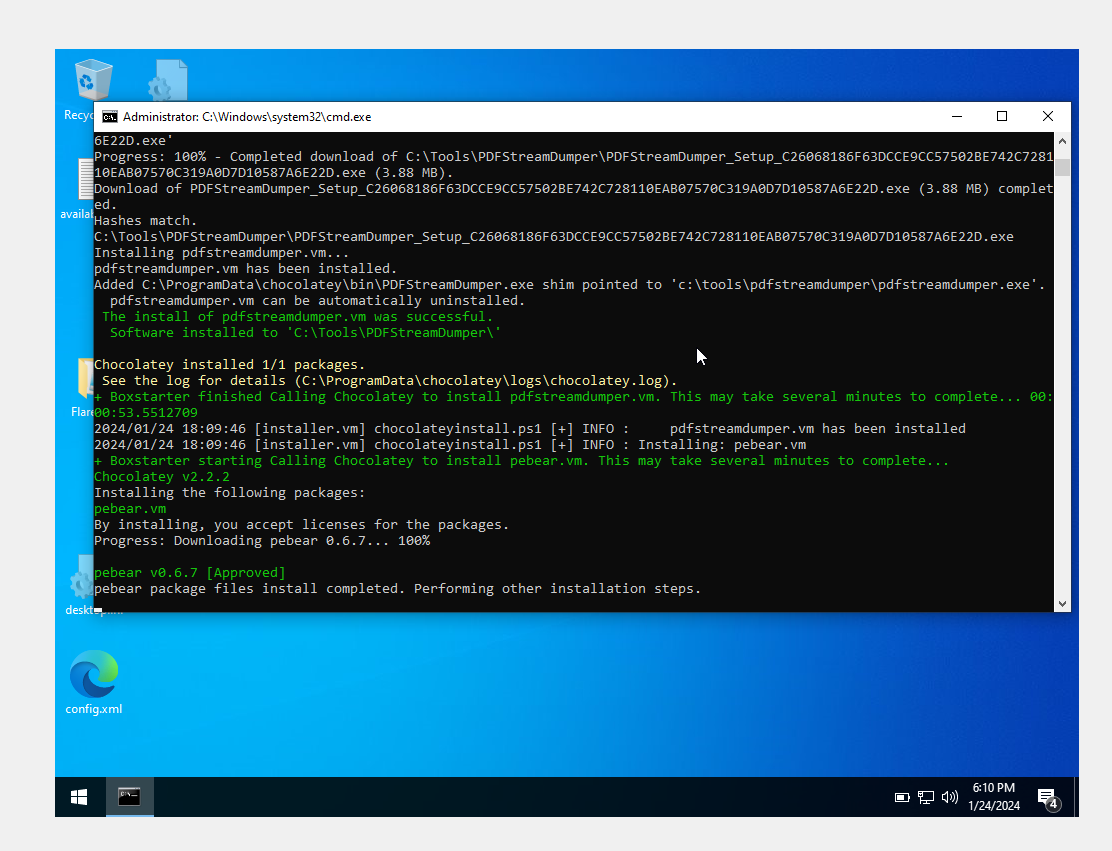 Recyc
Administrator: C:\Windows\system32\cmd.exe
6E22D.exe'
Progress: 100% - Completed download of C:\Tools\PDFStreamDumper\PDFStreamDumper_Setup_C26068186F63DCCE9CC57502BE742C7281
10EAB07570C319A0D7D10587A6E22D.exe (3.88 MB).
Download of PDFStreamDumper_Setup_C26068186F63DCCE9CC57502BE742C728110EAB07570C319A0D7D10587A6E22D.exe (3.88 MB) complet
ed.
Hashes match.
C:\Tools\PDFStreamDumper\PDFStreamDumper_Setup_C26068186F63DCCE9CC57502BE742C728110EAB07570C319A0D7D10587A6E22D.exe
Installing pdfstreamdumper.vm...
pdfstreamdumper.vm has been installed.
Added C:\ProgramData\chocolatey\bin\PDFStreamDumper.exe shim pointed to 'c:\tools\pdfstreamdumper\pdfstreamdumper.exe'.
pdfstreamdumper.vm can be automatically uninstalled.
The install of pdfstreamdumper.vm was successful.
Software installed to 'C:\Tools\PDFStreamDumper\'
Chocolatey installed 1/1 packages.
See the log for details (C:\ProgramData\chocolatey\logs\chocolatey.log).
+ Boxstarter finished Calling Chocolatey to install pdfstreamdumper.vm. This may take several minutes to complete... 00:
00:53.5512709
2024/01/24 18:09:46 [installer.vm] chocolateyinstall.ps1 [+] INFO :     pdfstreamdumper.vm has been installed
2024/01/24 18:09:46 [installer.vm] chocolateyinstall.ps1 [+] INFO : Installing: pebear.vm
+ Boxstarter starting Calling Chocolatey to install pebear.vm. This may take several minutes to complete...
Chocolatey v2.2.2
Installing the following packages:
pebear.vm
By installing, you accept licenses for the packages.
Progress: Downloading pebear 0.6.7... 100%
pebear v0.6.7 [Approved]
pebear package files install completed. Performing other installation steps.
availal
Flare
config.xml
6:10 PM
1/24/2024
4